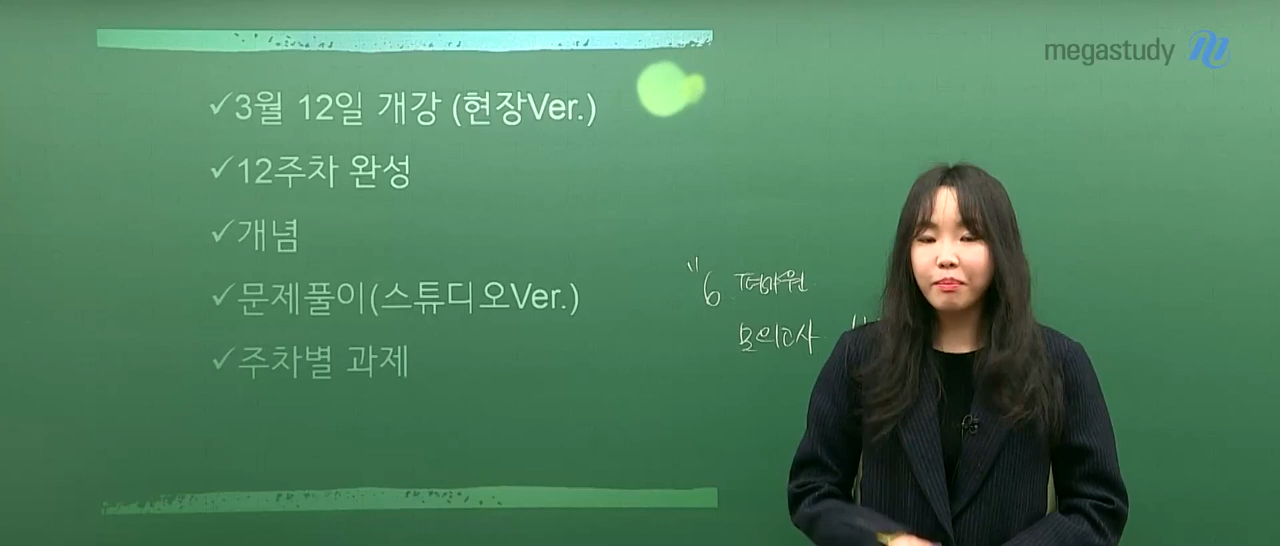 megastudy
✓3월 12일 개강 (현장Ver.)
✓12주차 완성
✓개념
✓문제풀이(스튜디오Ver.)
✓주차별 과제
"6 평가원
모의고사